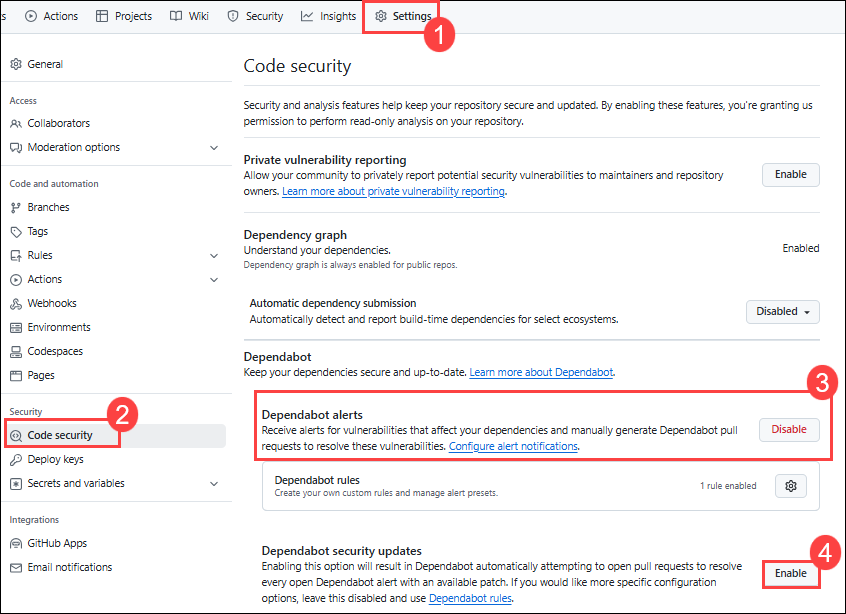 s Actions Projects Wiki Security Insights Settings
1
General
Access
Collaborators
Moderation options
Code and automation
Branches
Tags
Rules
Actions
Webhooks
Environments
Codespaces
Pages
Security
2
Code security
Deploy keys
Secrets and variables
Integrations
GitHub Apps
Email notifications
Code security
Security and analysis features help keep your repository secure and updated. By enabling these features, you're granting us
permission to perform read-only analysis on your repository.
Private vulnerability reporting
Allow your community to privately report potential security vulnerabilities to maintainers and repository
owners. Learn more about private vulnerability reporting.
Enable
Dependency graph
Understand your dependencies.
Dependency graph is always enabled for public repos.
Enabled
Automatic dependency submission
Automatically detect and report build-time dependencies for select ecosystems.
Disabled
Dependabot
Keep your dependencies secure and up-to-date. Learn more about Dependabot.
3
Dependabot alerts
Receive alerts for vulnerabilities that affect your dependencies and manually generate Dependabot pull
requests to resolve these vulnerabilities. Configure alert notifications.
Disable
Dependabot rules
Create your own custom rules and manage alert presets.
1 rule enabled
Dependabot security updates
Enabling this option will result in Dependabot automatically attempting to open pull requests to resolve
every open Dependabot alert with an available patch. If you would like more specific configuration
options, leave this disabled and use Dependabot rules.
4
Enable